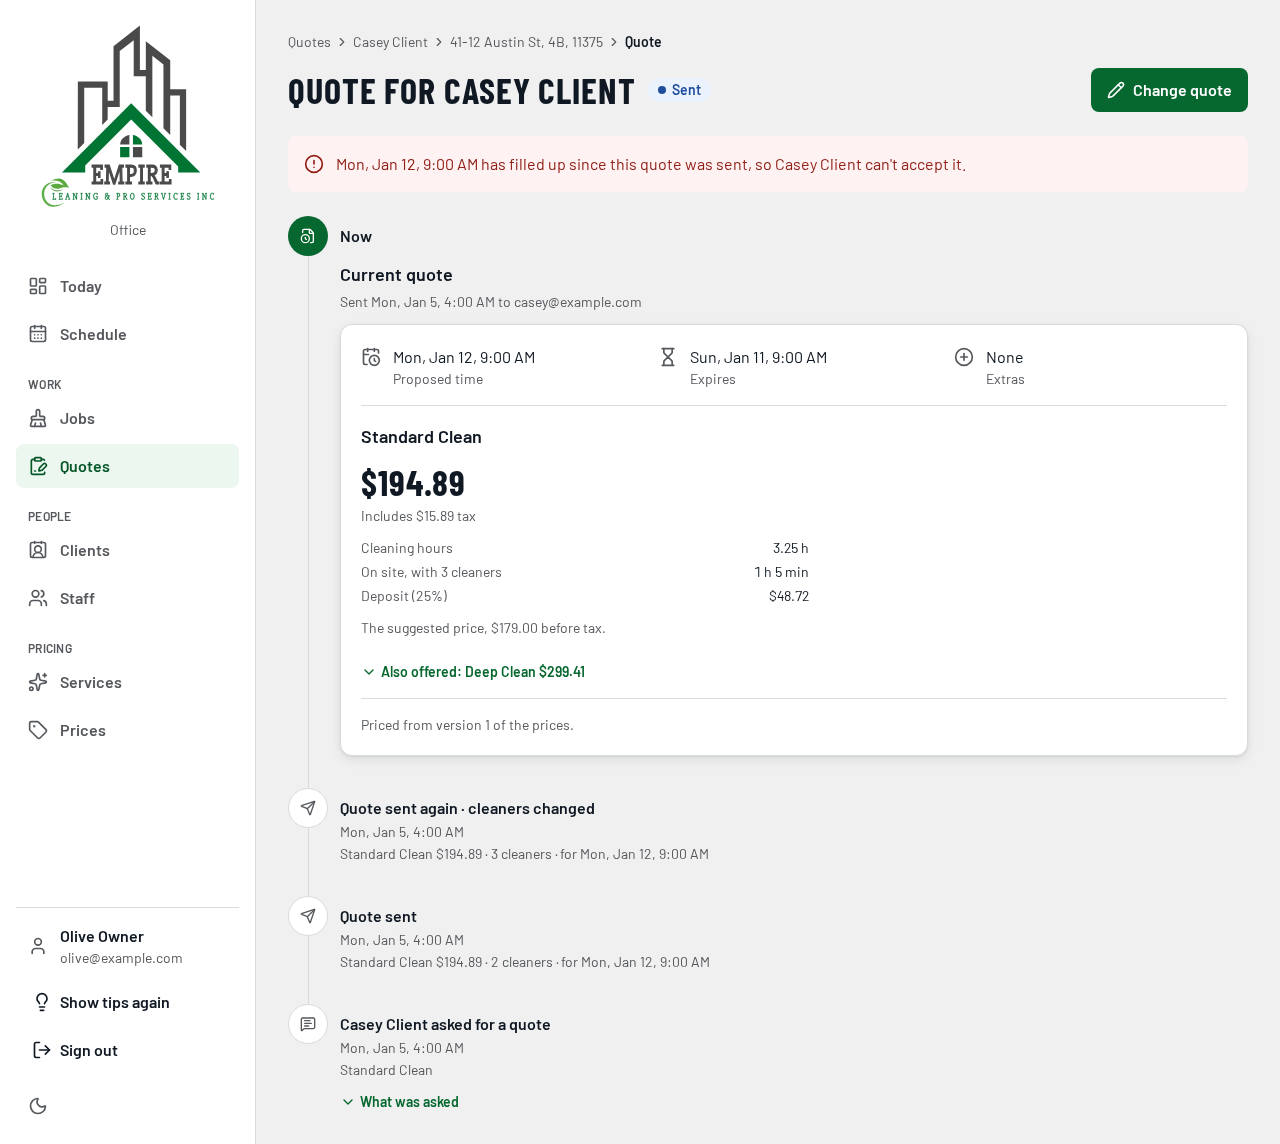 EMPIRE
LEANING & PRO SERVICES INC
Office
Today
Schedule
WORK
Jobs
Quotes
PEOPLE
Clients
Staff
PRICING
Services
Prices
Olive Owner
olive@example.com
Show tips again
Sign out
Quotes > Casey Client > 41-12 Austin St, 4B, 11375 > Quote
QUOTE FOR CASEY CLIENT
Sent
Change quote
Mon, Jan 12, 9:00 AM has filled up since this quote was sent, so Casey Client can't accept it.
Now
Current quote
Sent Mon, Jan 5, 4:00 AM to casey@example.com
Mon, Jan 12, 9:00 AM
Proposed time
Sun, Jan 11, 9:00 AM
Expires
None
Extras
Standard Clean
$194.89
Includes $15.89 tax
Cleaning hours 3.25 h
On site, with 3 cleaners 1 h 5 min
Deposit (25%) $48.72
The suggested price, $179.00 before tax.
Also offered: Deep Clean $299.41
Priced from version 1 of the prices.
Quote sent again · cleaners changed
Mon, Jan 5, 4:00 AM
Standard Clean $194.89 · 3 cleaners · for Mon, Jan 12, 9:00 AM
Quote sent
Mon, Jan 5, 4:00 AM
Standard Clean $194.89 · 2 cleaners · for Mon, Jan 12, 9:00 AM
Casey Client asked for a quote
Mon, Jan 5, 4:00 AM
Standard Clean
What was asked